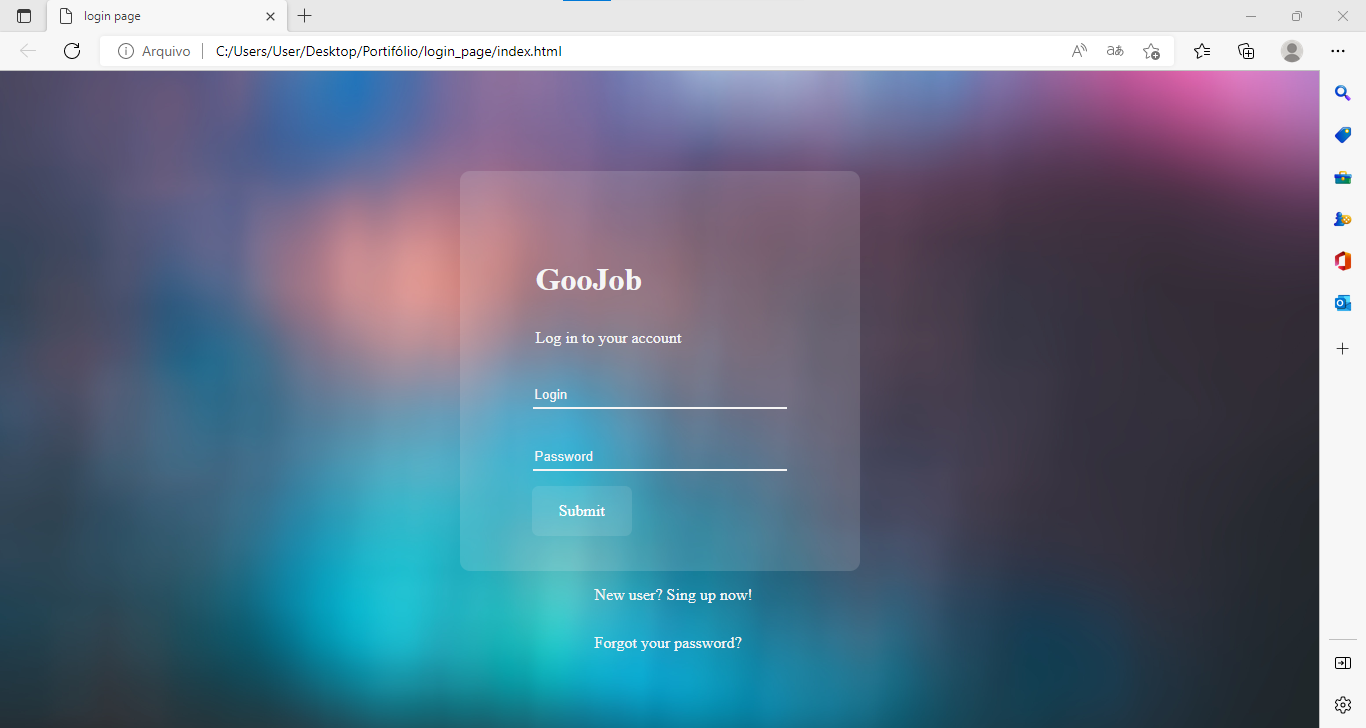 login page
Arquivo
C:/Users/User/Desktop/Portifólio/login_page/index.html
GooJob
Log in to your account
Login
Password
Submit
New user? Sing up now!
Forgot your password?